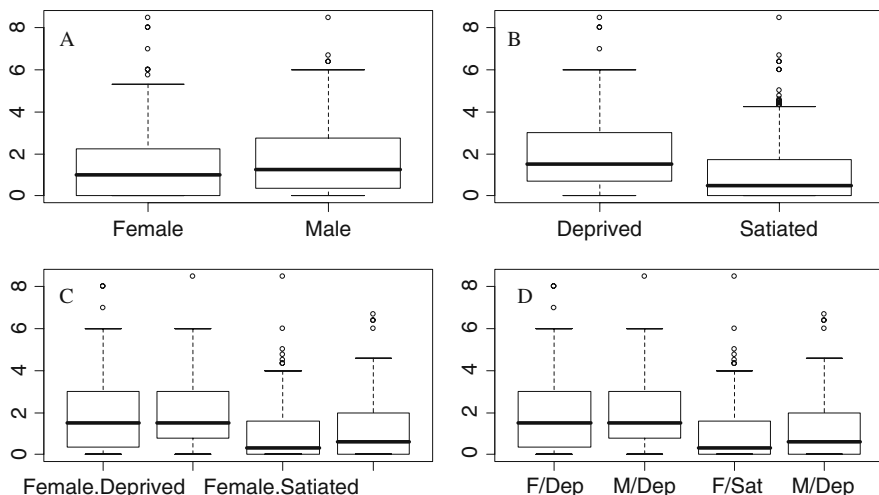 A
8
6
4
2
0
Female
Male
B
8
6
4
2
0
Deprived
Satiated
C
8
6
4
2
0
Female.Deprived
Female.Satiated
D
8
6
4
2
0
F/Dep
M/Dep
F/Sat
M/Dep